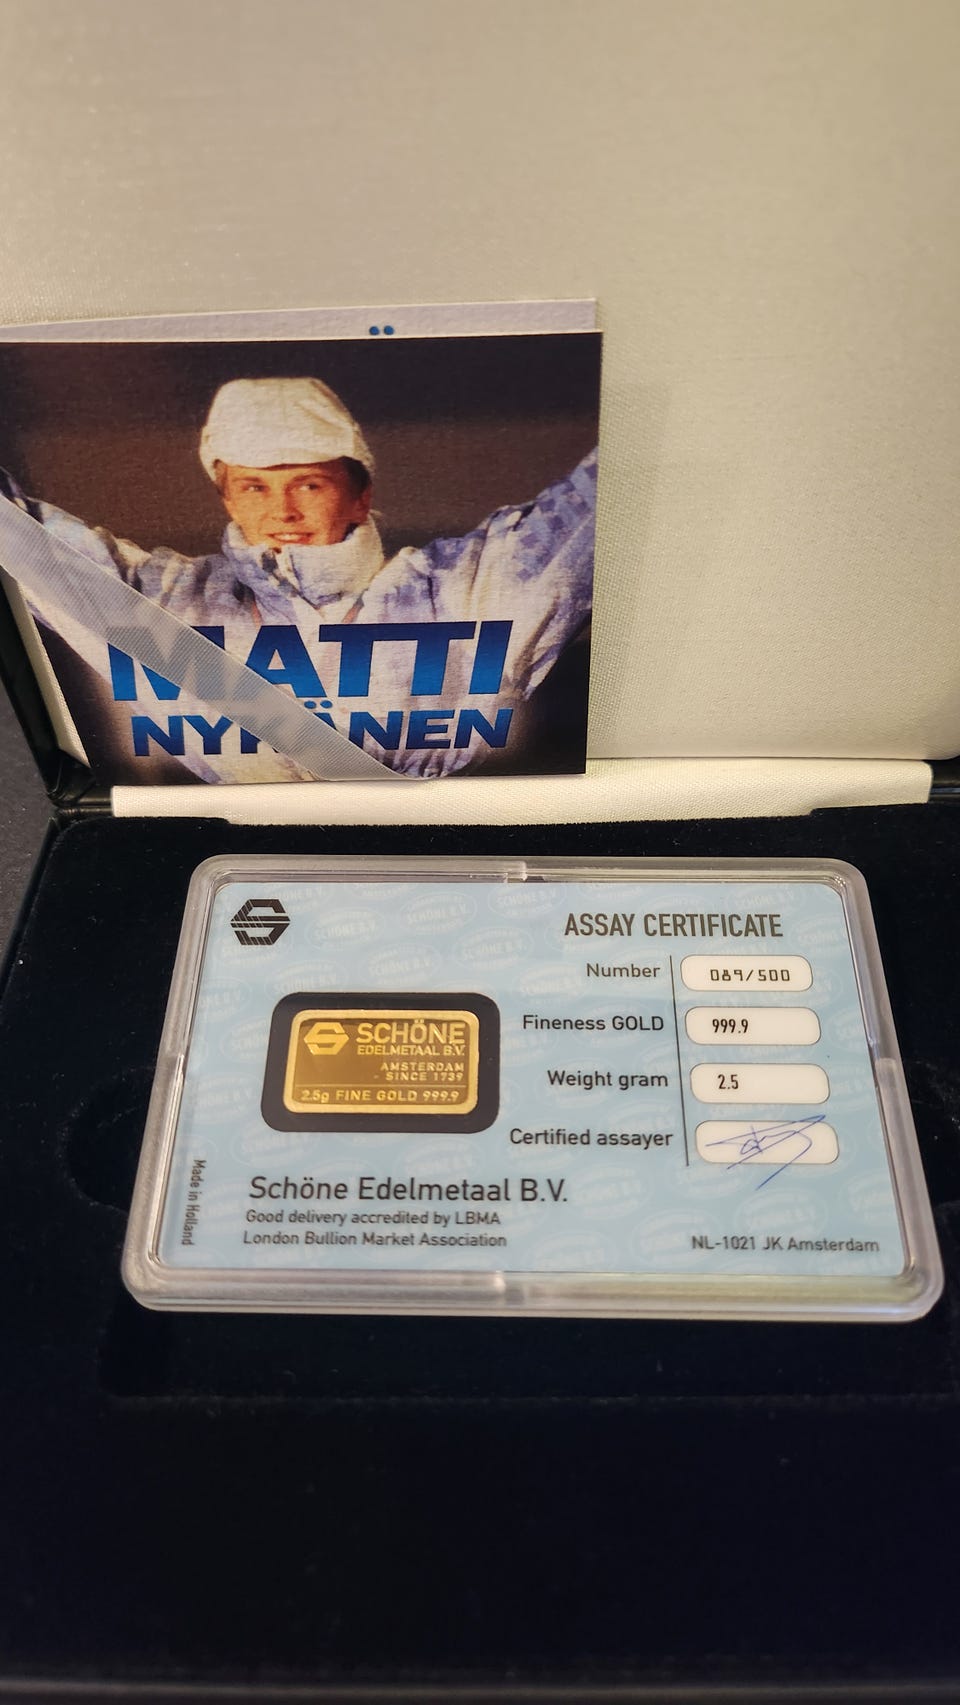 Ä
MATTI
NYKÄNEN
ASSAY CERTIFICATE
Number 089/500
Fineness GOLD 999.9
Weight gram 2.5
Certified assayer
SCHÖNE
EDELMETAAL B.V.
AMSTERDAM
- SINCE 1739
2.5g FINE GOLD 999.9
Schöne Edelmetaal B.V.
Good delivery accredited by LBMA
London Bullion Market Association
NL-1021 JK Amsterdam
Made in Holland